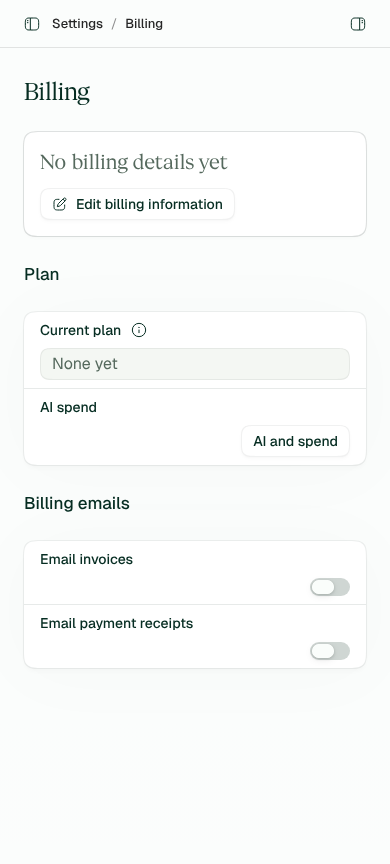 Settings / Billing
Billing
No billing details yet
Edit billing information
Plan
Current plan
None yet
AI spend
AI and spend
Billing emails
Email invoices
Email payment receipts